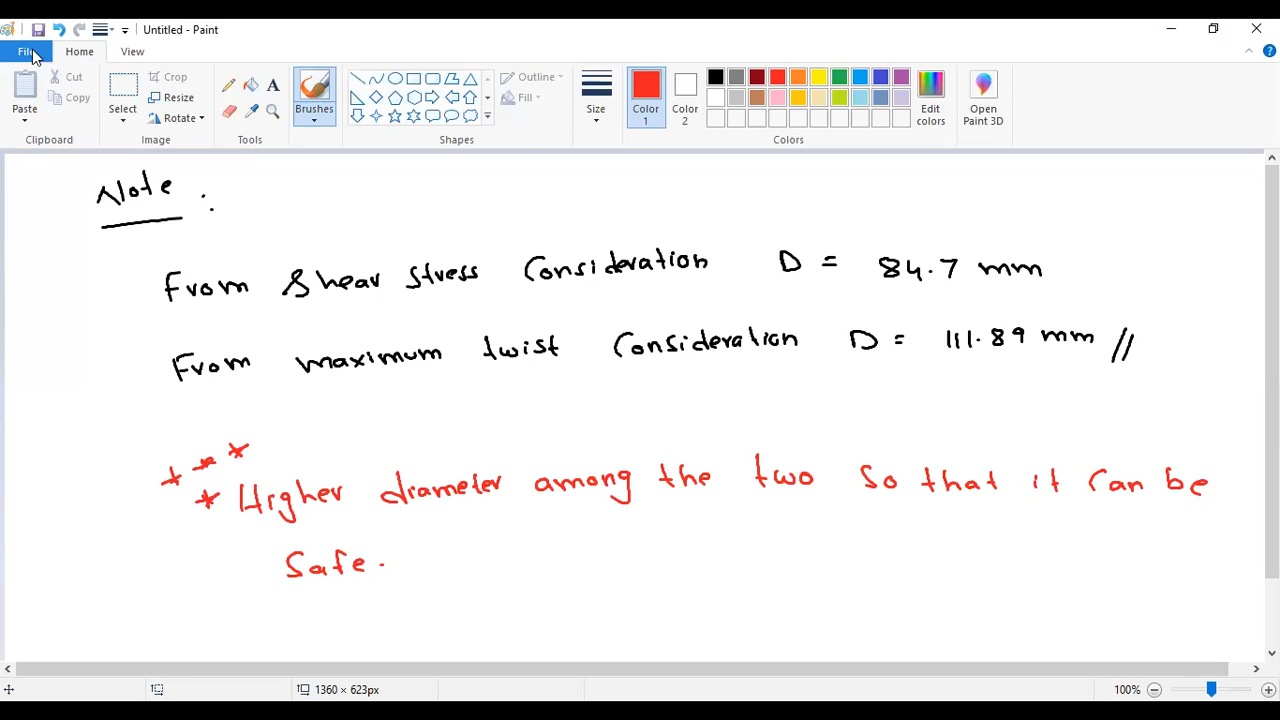 Untitled - Paint
File Home View
Paste Cut Copy Clipboard
Select Crop Resize Rotate Image
Tools
Brushes
Shapes Outline Fill
Size
Color 1 Color 2 Edit colors Colors
Open Paint 3D
Note :
From Shear stress Consideration D = 84.7 mm
From maximum twist Consideration D = 111.89 mm //
* * *
* Higher diameter among the two so that it can be
Safe.
1360 × 623px 100%